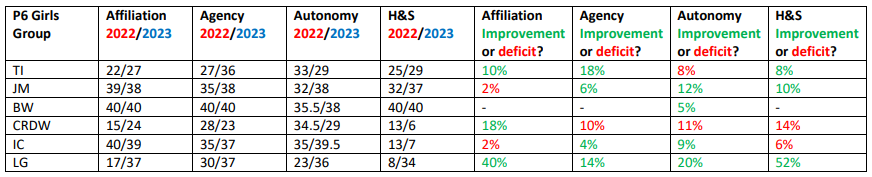 P6 Girls Group | Affiliation 2022/2023 | Agency 2022/2023 | Autonomy 2022/2023 | H&S 2022/2023 | Affiliation Improvement or deficit? | Agency Improvement or deficit? | Autonomy Improvement or deficit? | H&S Improvement or deficit?
TI | 22/27 | 27/36 | 33/29 | 25/29 | 10% | 18% | 8% | 8%
JM | 39/38 | 35/38 | 32/38 | 32/37 | 2% | 6% | 12% | 10%
BW | 40/40 | 40/40 | 35.5/38 | 40/40 | - | - | 5% | -
CRDW | 15/24 | 28/23 | 34.5/29 | 13/6 | 18% | 10% | 11% | 14%
IC | 40/39 | 35/37 | 35/39.5 | 13/7 | 2% | 4% | 9% | 6%
LG | 17/37 | 30/37 | 23/36 | 8/34 | 40% | 14% | 20% | 52%